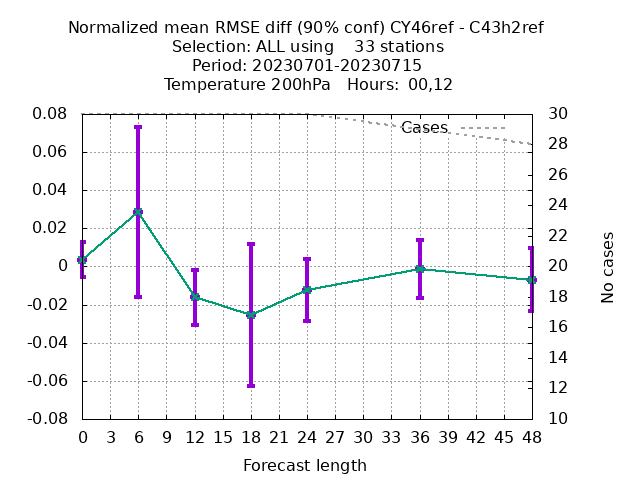 Normalized mean RMSE diff (90% conf) CY46ref - C43h2ref
Selection: ALL using    33 stations
Period: 20230701-20230715
Temperature 200hPa   Hours:  00,12
Cases
0.08
0.06
0.04
0.02
0
-0.02
-0.04
-0.06
-0.08
30
28
26
24
22
20
18
16
14
12
10
No cases
0 3 6 9 12 15 18 21 24 27 30 33 36 39 42 45 48
Forecast length